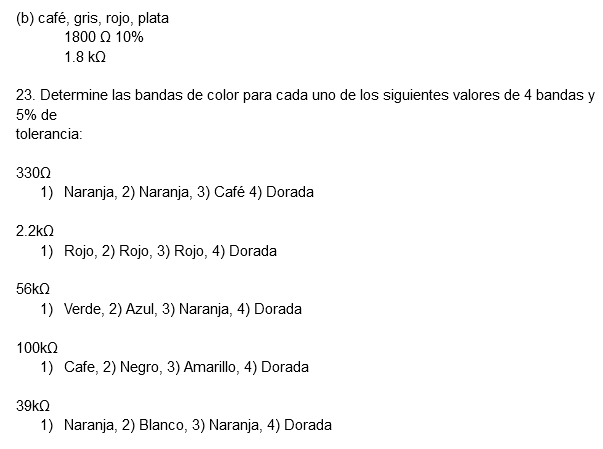 (b) café, gris, rojo, plata
1800 Ω 10%
1.8 kΩ
23. Determine las bandas de color para cada uno de los siguientes valores de 4 bandas y
5% de
tolerancia:
330Ω
1) Naranja, 2) Naranja, 3) Café 4) Dorada
2.2kΩ
1) Rojo, 2) Rojo, 3) Rojo, 4) Dorada
56kΩ
1) Verde, 2) Azul, 3) Naranja, 4) Dorada
100kΩ
1) Cafe, 2) Negro, 3) Amarillo, 4) Dorada
39kΩ
1) Naranja, 2) Blanco, 3) Naranja, 4) Dorada